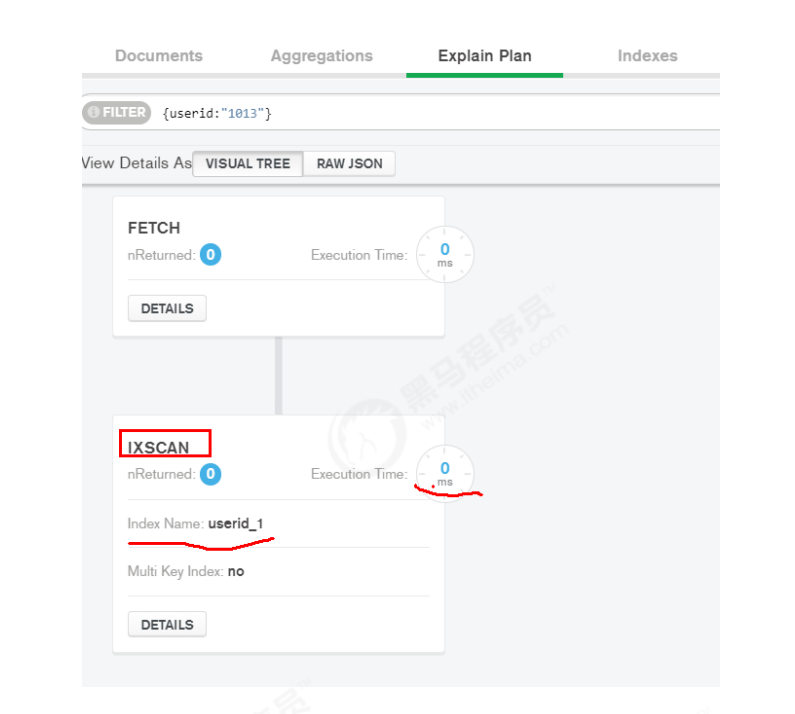 Documents Aggregations Explain Plan Indexes
FILTER {userid:"1013"}
View Details As VISUAL TREE RAW JSON
FETCH
nReturned: 0 Execution Time: 0 ms
DETAILS
黑马程序员™
www.itheima.com
IXSCAN
nReturned: 0 Execution Time: 0 ms
Index Name: userid_1
Multi Key Index: no
DETAILS